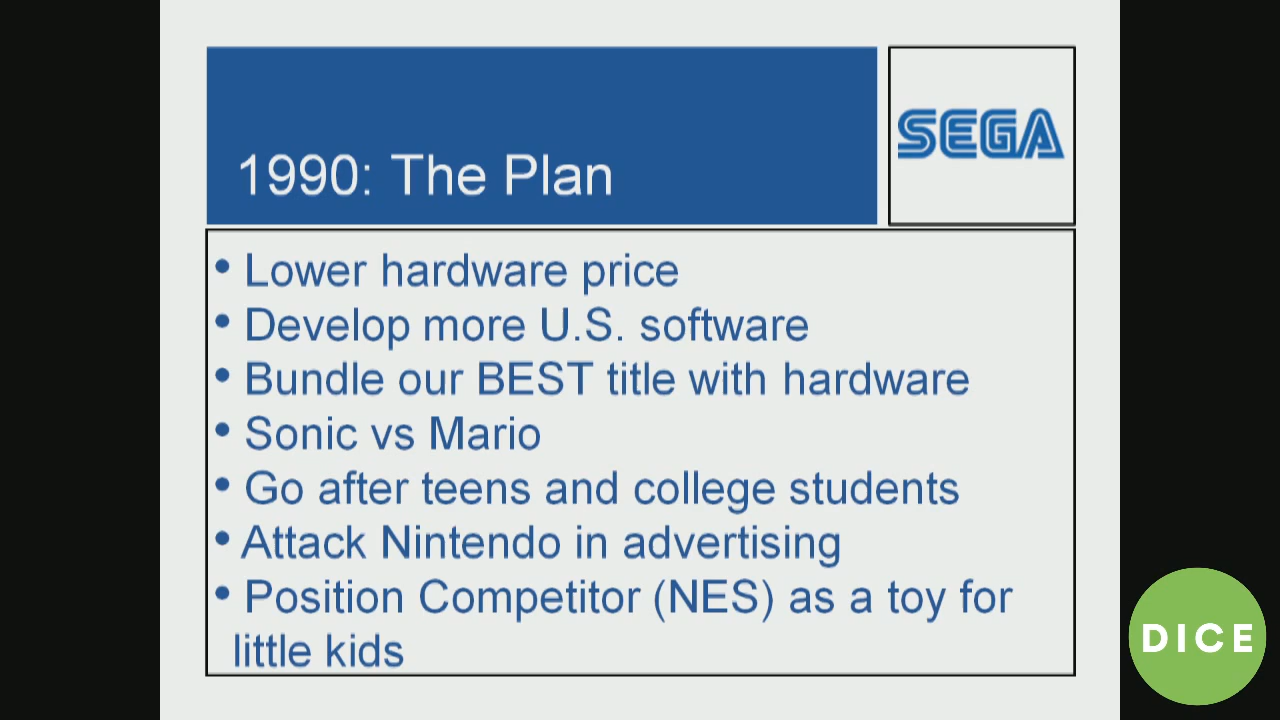 1990: The Plan
SEGA
• Lower hardware price
• Develop more U.S. software
• Bundle our BEST title with hardware
• Sonic vs Mario
• Go after teens and college students
• Attack Nintendo in advertising
• Position Competitor (NES) as a toy for
little kids
DICE